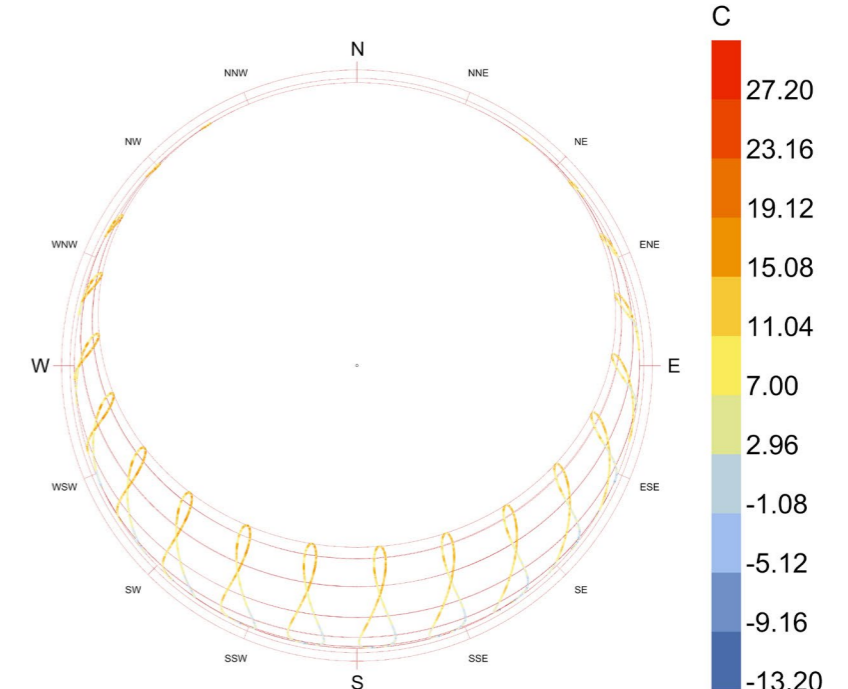 C
N
NNW
NNE
NW
NE
WNW
ENE
W
E
WSW
ESE
SW
SE
SSW
SSE
S
27.20
23.16
19.12
15.08
11.04
7.00
2.96
-1.08
-5.12
-9.16
-13.20